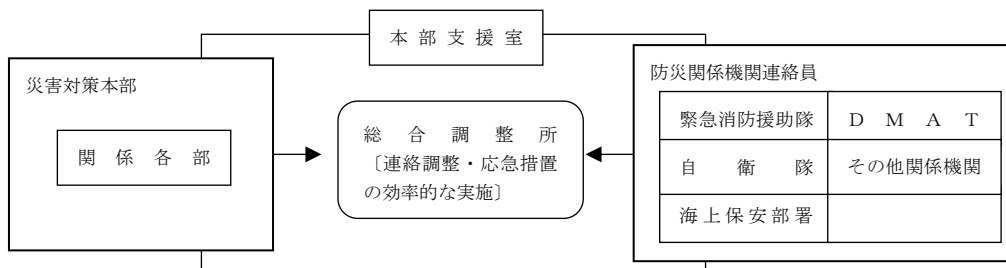 本部支援室
災害対策本部
関係各部
総合調整所
〔連絡調整・応急措置
の効率的な実施〕
防災関係機関連絡員
緊急消防援助隊 DMAT
自衛隊 その他関係機関
海上保安部署